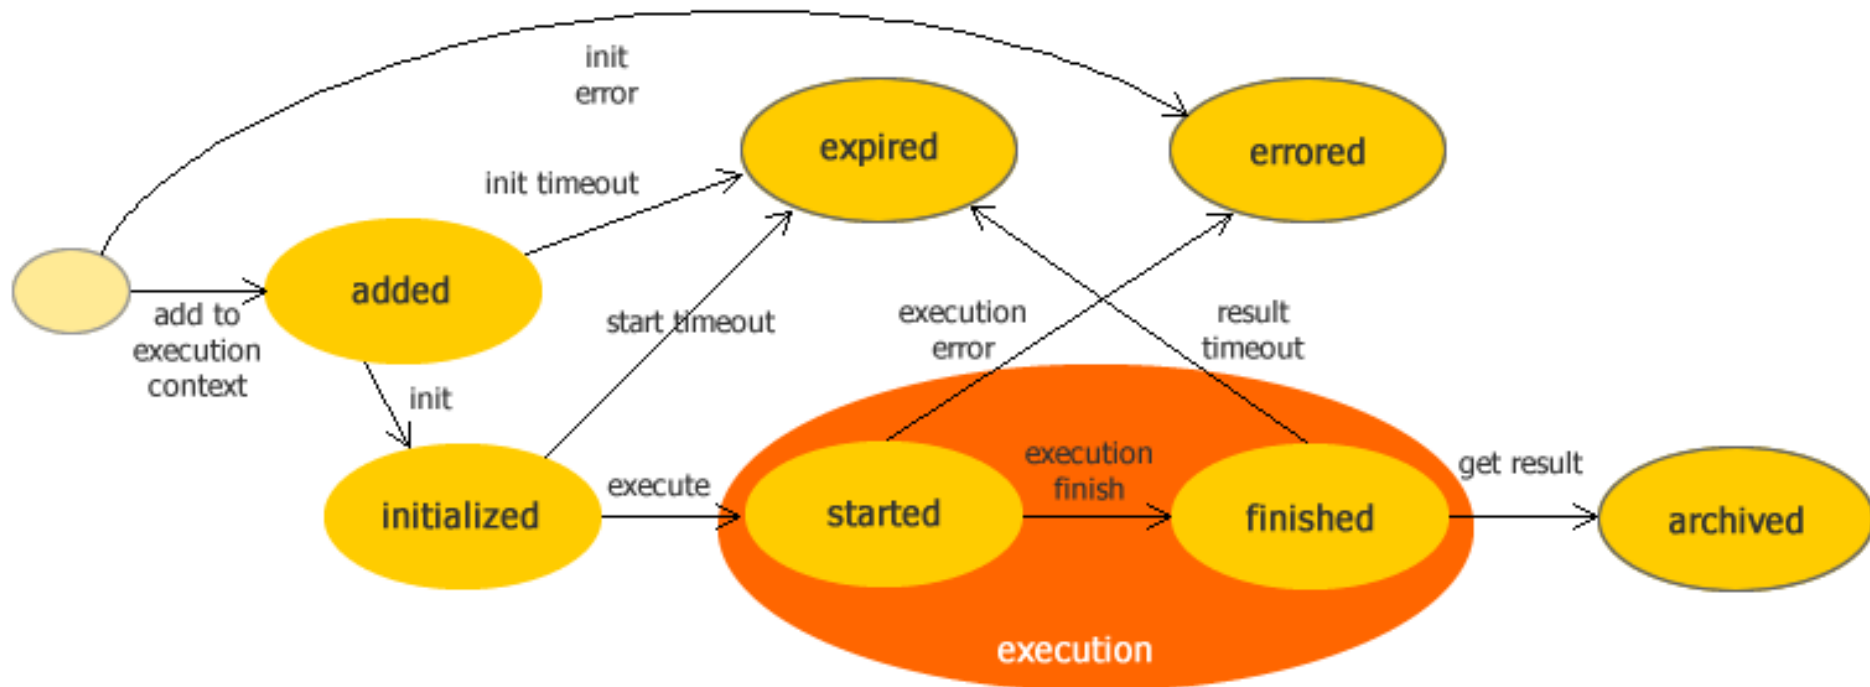 init
error
expired
errored
init timeout
added
add to
execution
context
start timeout
execution
error
result
timeout
init
initialized
execute
started
execution
finish
finished
get result
archived
execution